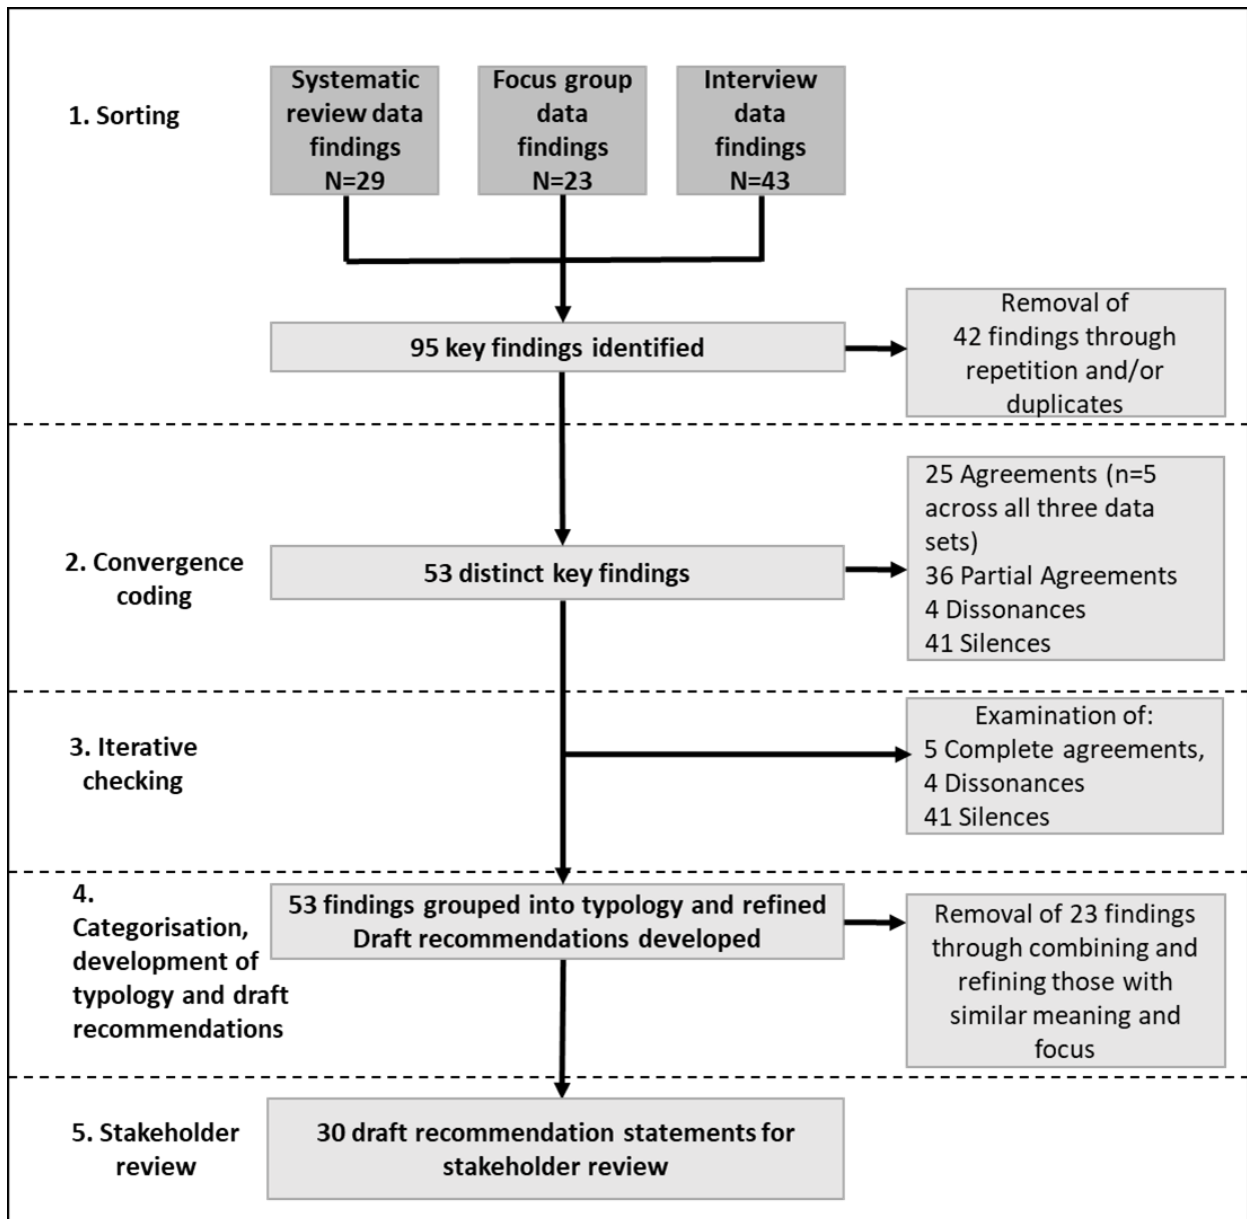 1. Sorting
Systematic
review data
findings
N=29
Focus group
data
findings
N=23
Interview
data
findings
N=43
95 key findings identified
Removal of
42 findings through
repetition and/or
duplicates
2. Convergence
coding
53 distinct key findings
25 Agreements (n=5
across all three data
sets)
36 Partial Agreements
4 Dissonances
41 Silences
3. Iterative
checking
Examination of:
5 Complete agreements,
4 Dissonances
41 Silences
4.
Categorisation,
development of
typology and draft
recommendations
53 findings grouped into typology and refined
Draft recommendations developed
Removal of 23 findings
through combining and
refining those with
similar meaning and
focus
5. Stakeholder
review
30 draft recommendation statements for
stakeholder review